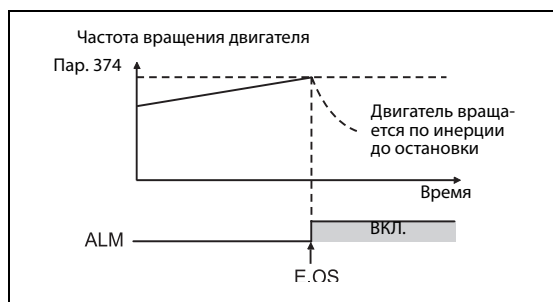 Частота вращения двигателя
Пар. 374
Двигатель враща-
ется по инерции
до остановки
Время
ВКЛ.
ALM
E.OS